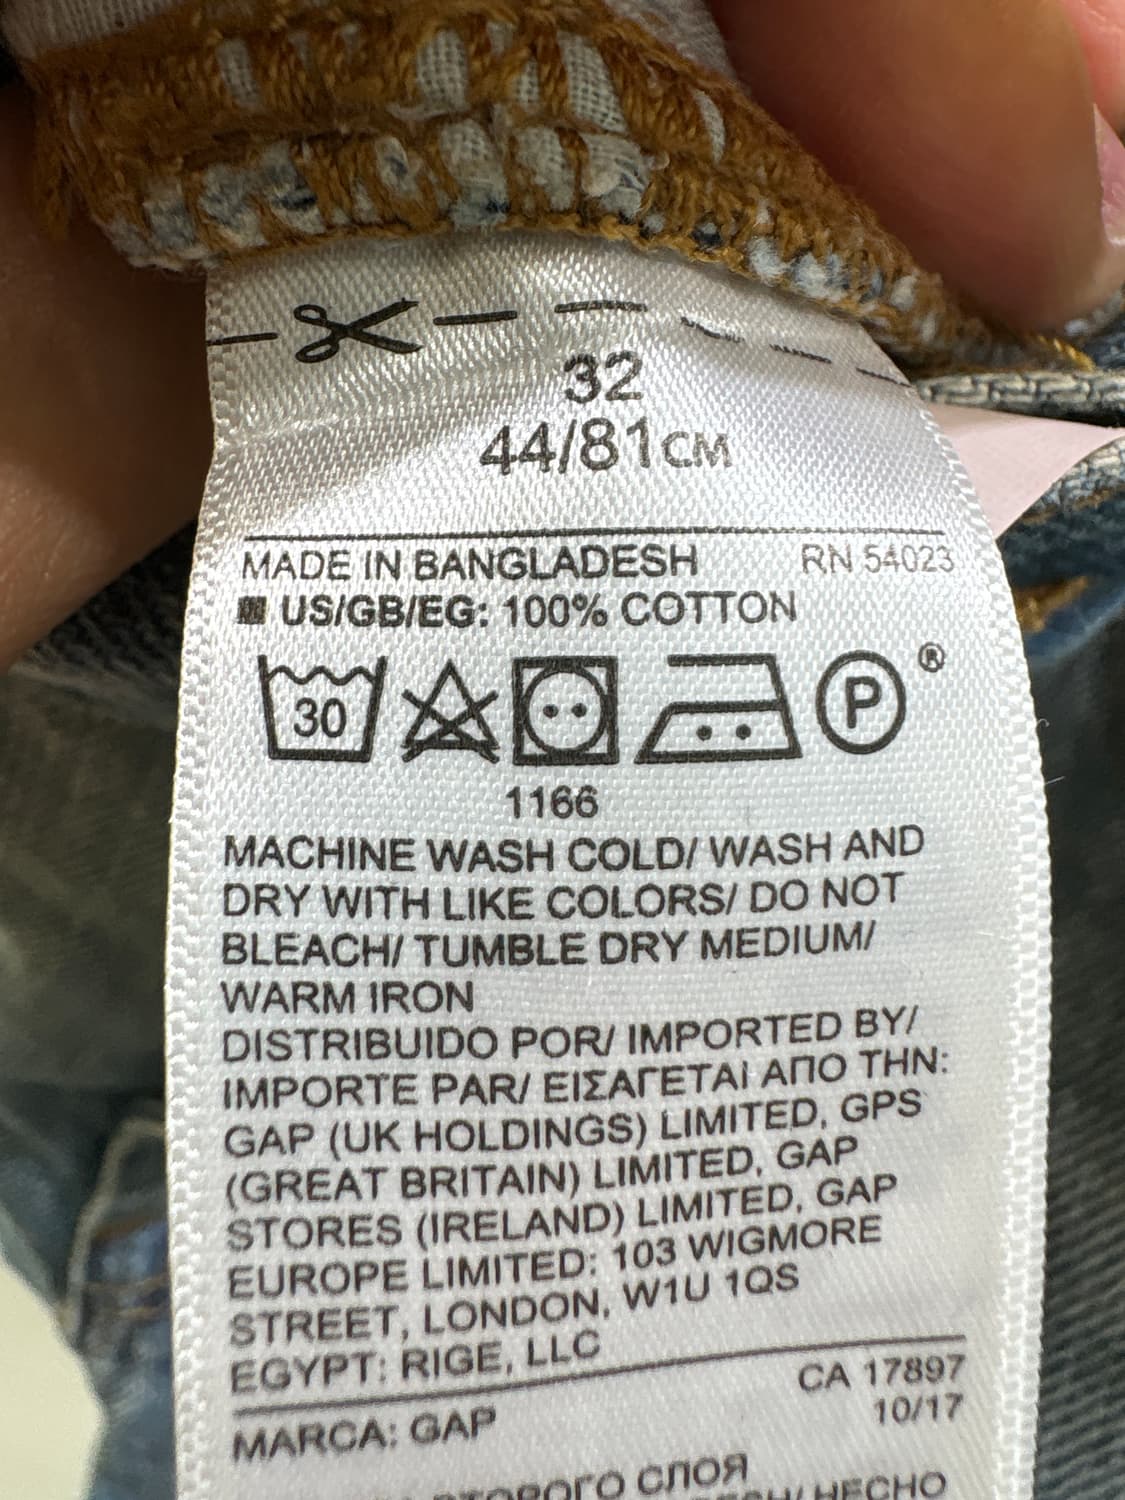 32
44/81CM
MADE IN BANGLADESH RN 54023
US/GB/EG: 100% COTTON
30 P ®
1166
MACHINE WASH COLD/ WASH AND
DRY WITH LIKE COLORS/ DO NOT
BLEACH/ TUMBLE DRY MEDIUM/
WARM IRON
DISTRIBUIDO POR/ IMPORTED BY/
IMPORTE PAR/ ΕΙΣΑΓΕΤΑΙ ΑΠΟ ΤΗΝ:
GAP (UK HOLDINGS) LIMITED, GPS
(GREAT BRITAIN) LIMITED, GAP
STORES (IRELAND) LIMITED, GAP
EUROPE LIMITED: 103 WIGMORE
STREET, LONDON, W1U 1QS
EGYPT: RIGE, LLC
CA 17897
MARCA: GAP 10/17
ВТОРОГО СЛОЯ
HECHO